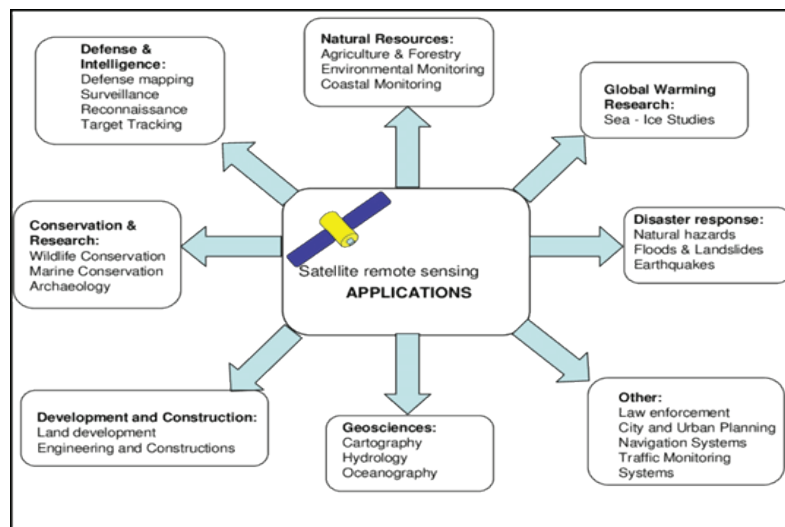 Defense &
Intelligence:
Defense mapping
Surveillance
Reconnaissance
Target Tracking
Natural Resources:
Agriculture & Forestry
Environmental Monitoring
Coastal Monitoring
Global Warming
Research:
Sea - Ice Studies
Conservation &
Research:
Wildlife Conservation
Marine Conservation
Archaeology
Satellite remote sensing
APPLICATIONS
Disaster response:
Natural hazards
Floods & Landslides
Earthquakes
Development and Construction:
Land development
Engineering and Constructions
Geosciences:
Cartography
Hydrology
Oceanography
Other:
Law enforcement
City and Urban Planning
Navigation Systems
Traffic Monitoring
Systems